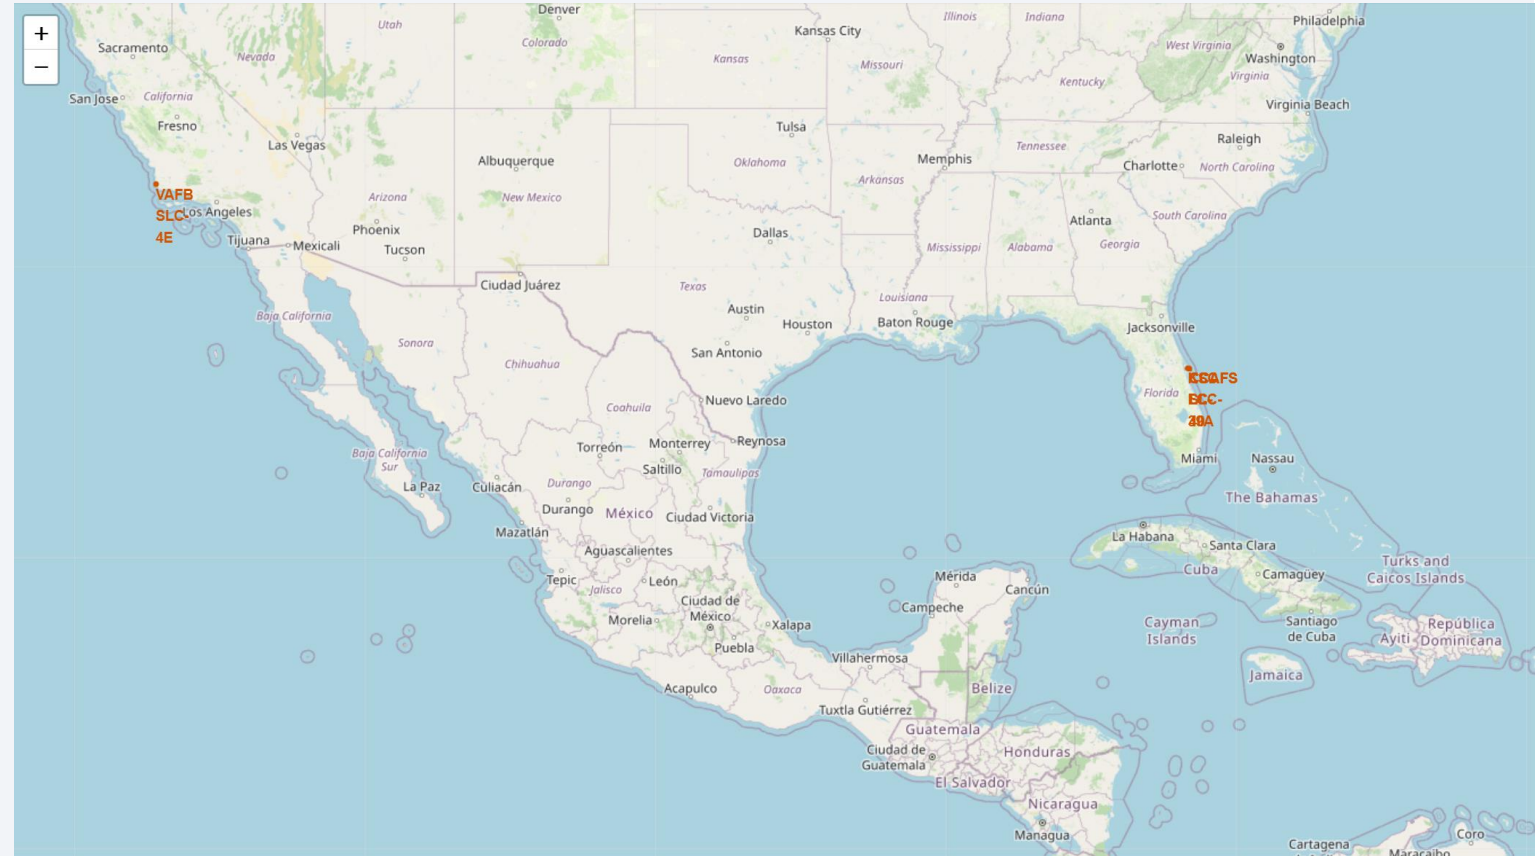 +
Denver
Philadelphia
Utah
Illinois
Indiana
Kansas City
Sacramento
Colorado
West Virginia
Nevada
Kansas
Missouri
Washington
Virginia
Kentucky
San Jose
California
Virginia Beach
Fresno
Tulsa
Raleigh
Las Vegas
Tennessee
Albuquerque
Oklahoma
Memphis
Charlotte
North Carolina
Arkansas
VAFB
SLC-
4E
Arizona
New Mexico
Los Angeles
South Carolina
Atlanta
Phoenix
Dallas
Tijuana
Mexicali
Tucson
Mississippi
Alabama
Georgia
Ciudad Juárez
Texas
Louisiana
Baja California
Austin
Houston
Baton Rouge
Jacksonville
Sonora
San Antonio
Chihuahua
Florida
Nuevo Laredo
Coahuila
Monterrey
Reynosa
Torreón
Baja California
Sur
Saltillo
Tamaulipas
Miami
Nassau
La Paz
Culiacán
Durango
The Bahamas
Durango
México
Ciudad Victoria
Mazatlán
La Habana
Santa Clara
Aguascalientes
Cuba
Camagüey
Turks and
Caicos Islands
Tepic
León
Mérida
Cancún
Jalisco
Ciudad de
México
Campeche
Morelia
Xalapa
Cayman
Islands
Santiago
de Cuba
República
Dominicana
Ayiti
Puebla
Villahermosa
Jamaica
Acapulco
Oaxaca
Belize
Tuxtla Gutiérrez
Guatemala
Ciudad de
Guatemala
Honduras
El Salvador
Nicaragua
Managua
Coro
Cartagena
Maracaibo